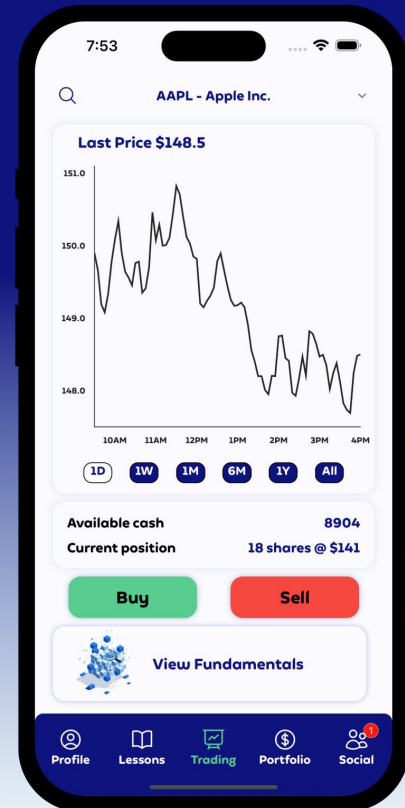 7:53
AAPL - Apple Inc.
Last Price $148.5
151.0
150.0
149.0
148.0
10AM 11AM 12PM 1PM 2PM 3PM 4PM
1D 1W 1M 6M 1Y All
Available cash 8904
Current position 18 shares @ $141
Buy Sell
View Fundamentals
1
Profile Lessons Trading Portfolio Social